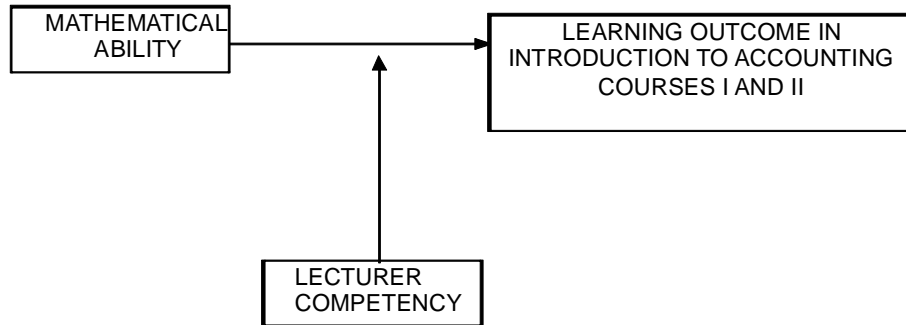 MATHEMATICAL
ABILITY
LEARNING OUTCOME IN
INTRODUCTION TO ACCOUNTING
COURSES I AND II
LECTURER
COMPETENCY